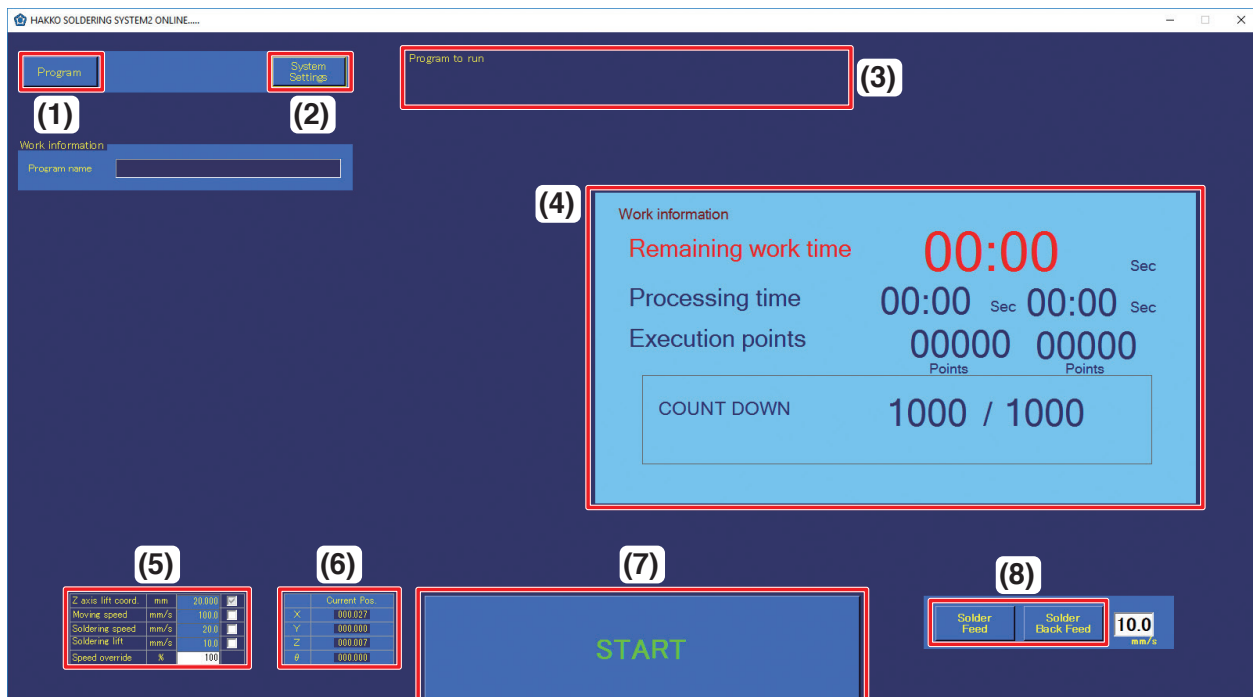 HAKKO SOLDERING SYSTEM2 ONLINE.....
Program
System
Settings
Program to run
(1)
(2)
(3)
Work information
Program name
(4)
Work information
Remaining work time 00:00 Sec
Processing time 00:00 Sec 00:00 Sec
Execution points 00000 00000
Points Points
COUNT DOWN 1000 / 1000
(5)
(6)
(7)
(8)
Z axis lift coord. mm 20.000
Moving speed mm/s 100.0
Soldering speed mm/s 20.0
Soldering lift mm/s 10.0
Speed override % 100
Current Pos.
X 000.027
Y 000.000
Z 000.007
θ 000.000
START
Solder
Feed
Solder
Back Feed
10.0
mm/s